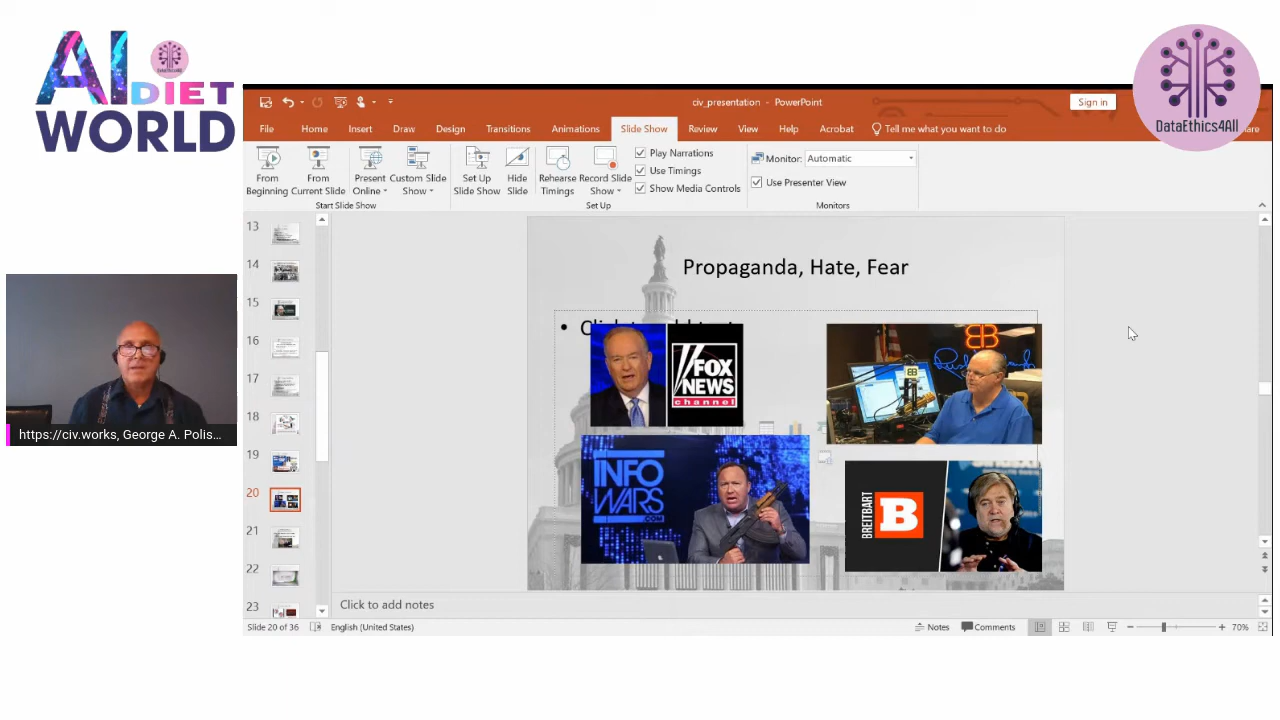 AI DIET
DataEthics4All
WORLD
DataEthics4All
civ_presentation - PowerPoint
Sign in
File Home Insert Draw Design Transitions Animations Slide Show Review View Help Acrobat Tell me what you want to do
From Beginning
From Current Slide
Present Online
Custom Slide Show
Set Up Slide Show
Hide Slide
Rehearse Timings
Record Slide Show
Play Narrations
Use Timings
Show Media Controls
Monitor: Automatic
Use Presenter View
Start Slide Show
Set Up
Monitors
13
14
15
16
17
18
19
20
21
22
23
Propaganda, Hate, Fear
FOX
NEWS
channel
EIB
INFO
WARS
.COM
BREITBART
B
https://civ.works, George A. Polis...
Click to add notes
Slide 20 of 36 English (United States) Notes Comments 70%